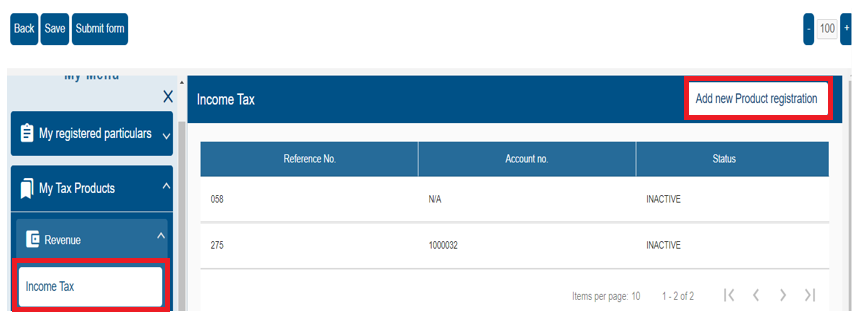 Back Save Submit form - 100 +
My Menu
X
My registered particulars
My Tax Products
Revenue
Income Tax
Income Tax Add new Product registration
Reference No. Account no. Status
058 N/A INACTIVE
275 1000032 INACTIVE
Items per page: 10 1 - 2 of 2